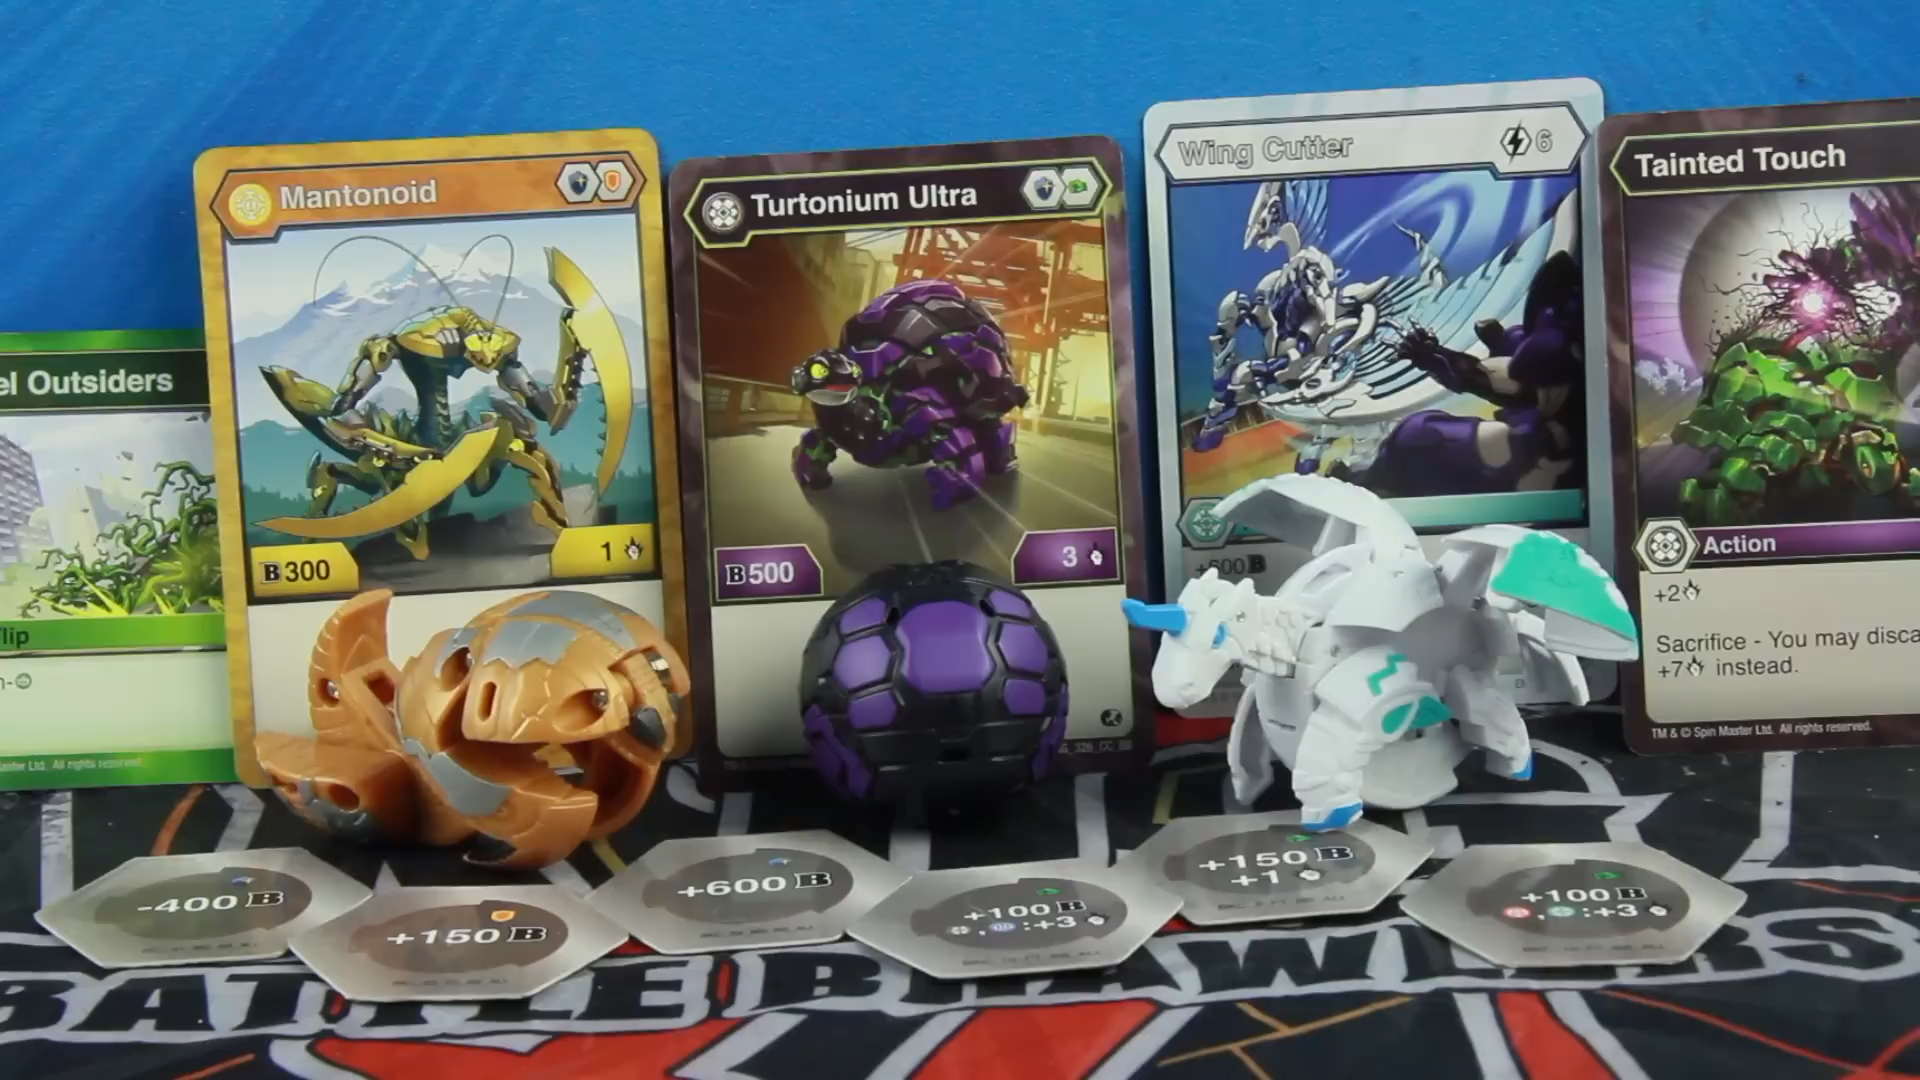 el Outsiders
Flip
aster Ltd. All rights reserved.
Mantonoid
B300
1
Turtonium Ultra
B500
3
Wing Cutter
6
+600 B
Tainted Touch
Action
+2
Sacrifice - You may disca
+7 instead.
TM & © Spin Master Ltd. All rights reserved.
-400 B
+150 B
+600 B
+100 B
, :+3
+150 B
+1
+100 B
, :+3
BATTLE BRAWLERS